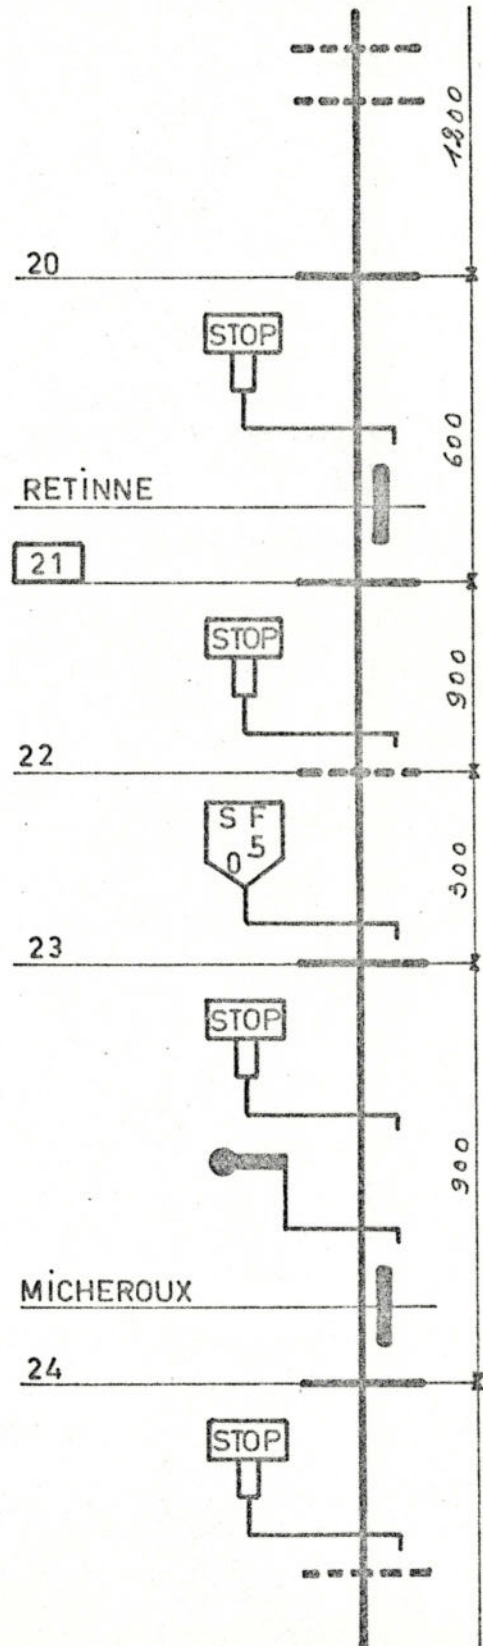 1200
20
STOP
600
RETINNE
21
STOP
900
22
S F
0 5
300
23
STOP
900
MICHEROUX
24
STOP